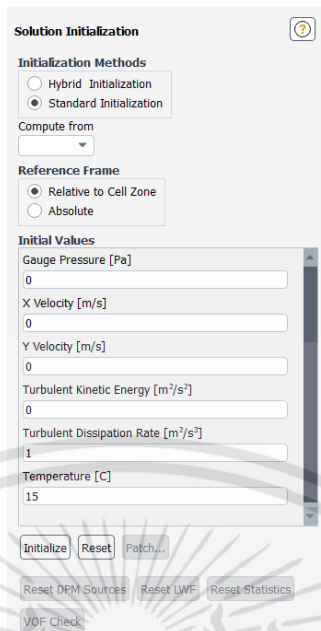 Solution Initialization
?
Initialization Methods
Hybrid Initialization
Standard Initialization
Compute from
Reference Frame
Relative to Cell Zone
Absolute
Initial Values
Gauge Pressure [Pa]
0
X Velocity [m/s]
0
Y Velocity [m/s]
0
Turbulent Kinetic Energy [m²/s²]
0
Turbulent Dissipation Rate [m²/s³]
1
Temperature [C]
15
Initialize Reset Patch...
Reset DPM Sources Reset LWF Reset Statistics
VOF Check